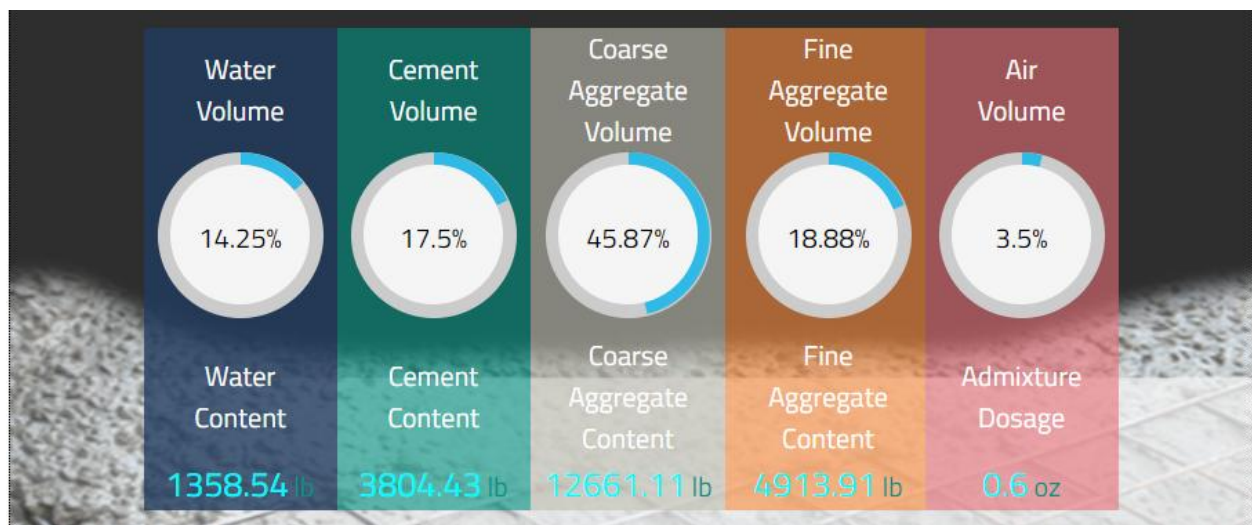 Water
Volume
14.25%
Water
Content
1358.54 lb
Cement
Volume
17.5%
Cement
Content
3804.43 lb
Coarse
Aggregate
Volume
45.87%
Coarse
Aggregate
Content
12661.11 lb
Fine
Aggregate
Volume
18.88%
Fine
Aggregate
Content
4913.91 lb
Air
Volume
3.5%
Admixture
Dosage
0.6 oz